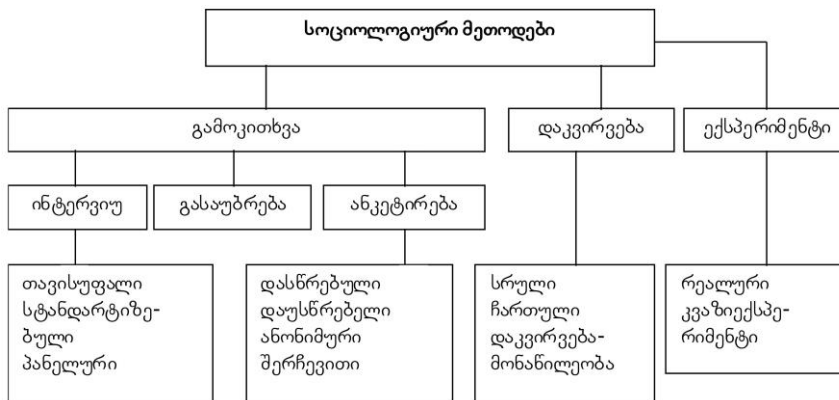 სოციოლოგიური მეთოდები
გამოკითხვა
დაკვირვება
ექსპერიმენტი
ინტერვიუ
გასაუბრება
ანკეტირება
თავისუფალი
სტანდარტიზე-
ბული
პანელური
დასწრებული
დაუსწრებელი
ანონიმური
შერჩევითი
სრული
ჩართული
დაკვირვება-
მონაწილეობა
რეალური
კვაზიექსპე-
რიმენტი